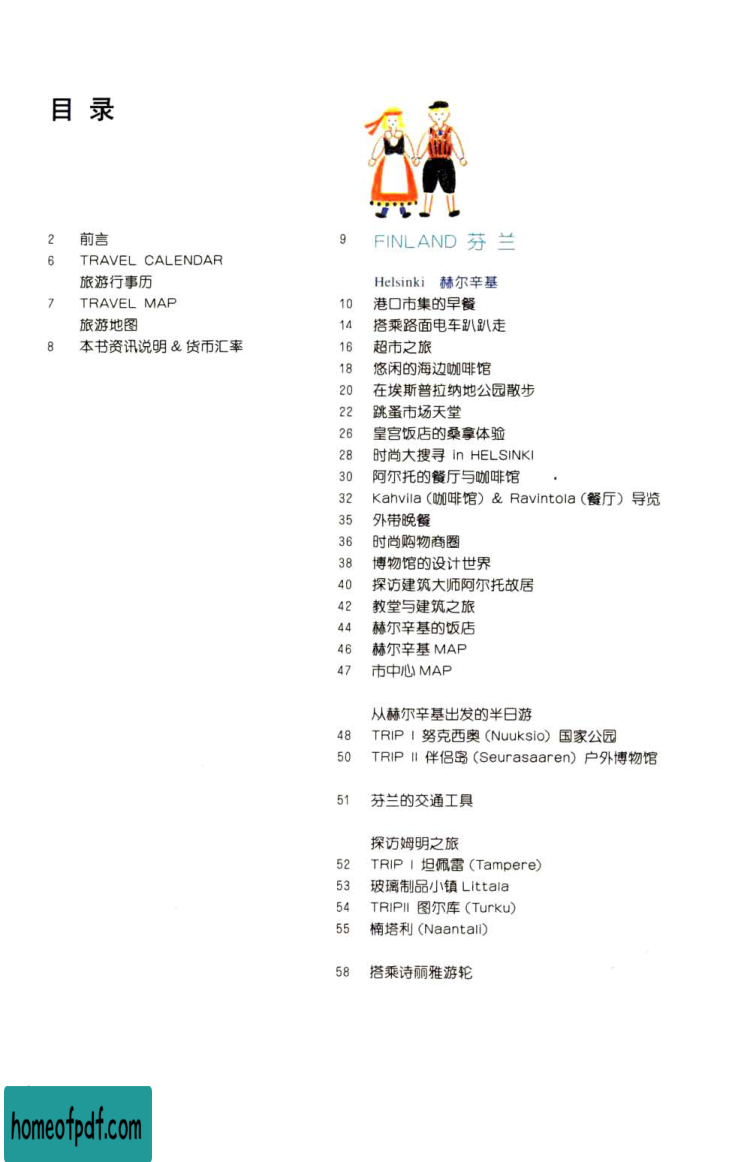 目 录
2 前言
6 TRAVEL CALENDAR
旅游行事历
7 TRAVEL MAP
旅游地图
8 本书资讯说明 & 货币汇率
9 FINLAND 芬 兰
Helsinki 赫尔辛基
10 港口市集的早餐
14 搭乘路面电车趴趴走
16 超市之旅
18 悠闲的海边咖啡馆
20 在埃斯普拉纳地公园散步
22 跳蚤市场天堂
26 皇宫饭店的桑拿体验
28 时尚大搜寻 in HELSINKI
30 阿尔托的餐厅与咖啡馆
32 Kahvila (咖啡馆) & Ravintola (餐厅) 导览
35 外带晚餐
36 时尚购物商圈
38 博物馆的设计世界
40 探访建筑大师阿尔托故居
42 教堂与建筑之旅
44 赫尔辛基的饭店
46 赫尔辛基 MAP
47 市中心 MAP
从赫尔辛基出发的半日游
48 TRIP I 努克西奥 (Nuuksio) 国家公园
50 TRIP II 伴侣岛 (Seurasaaren) 户外博物馆
51 芬兰的交通工具
探访姆明之旅
52 TRIP I 坦佩雷 (Tampere)
53 玻璃制品小镇 Littala
54 TRIPII 图尔库 (Turku)
55 楠塔利 (Naantali)
58 搭乘诗丽雅游轮
homeofpdf.com